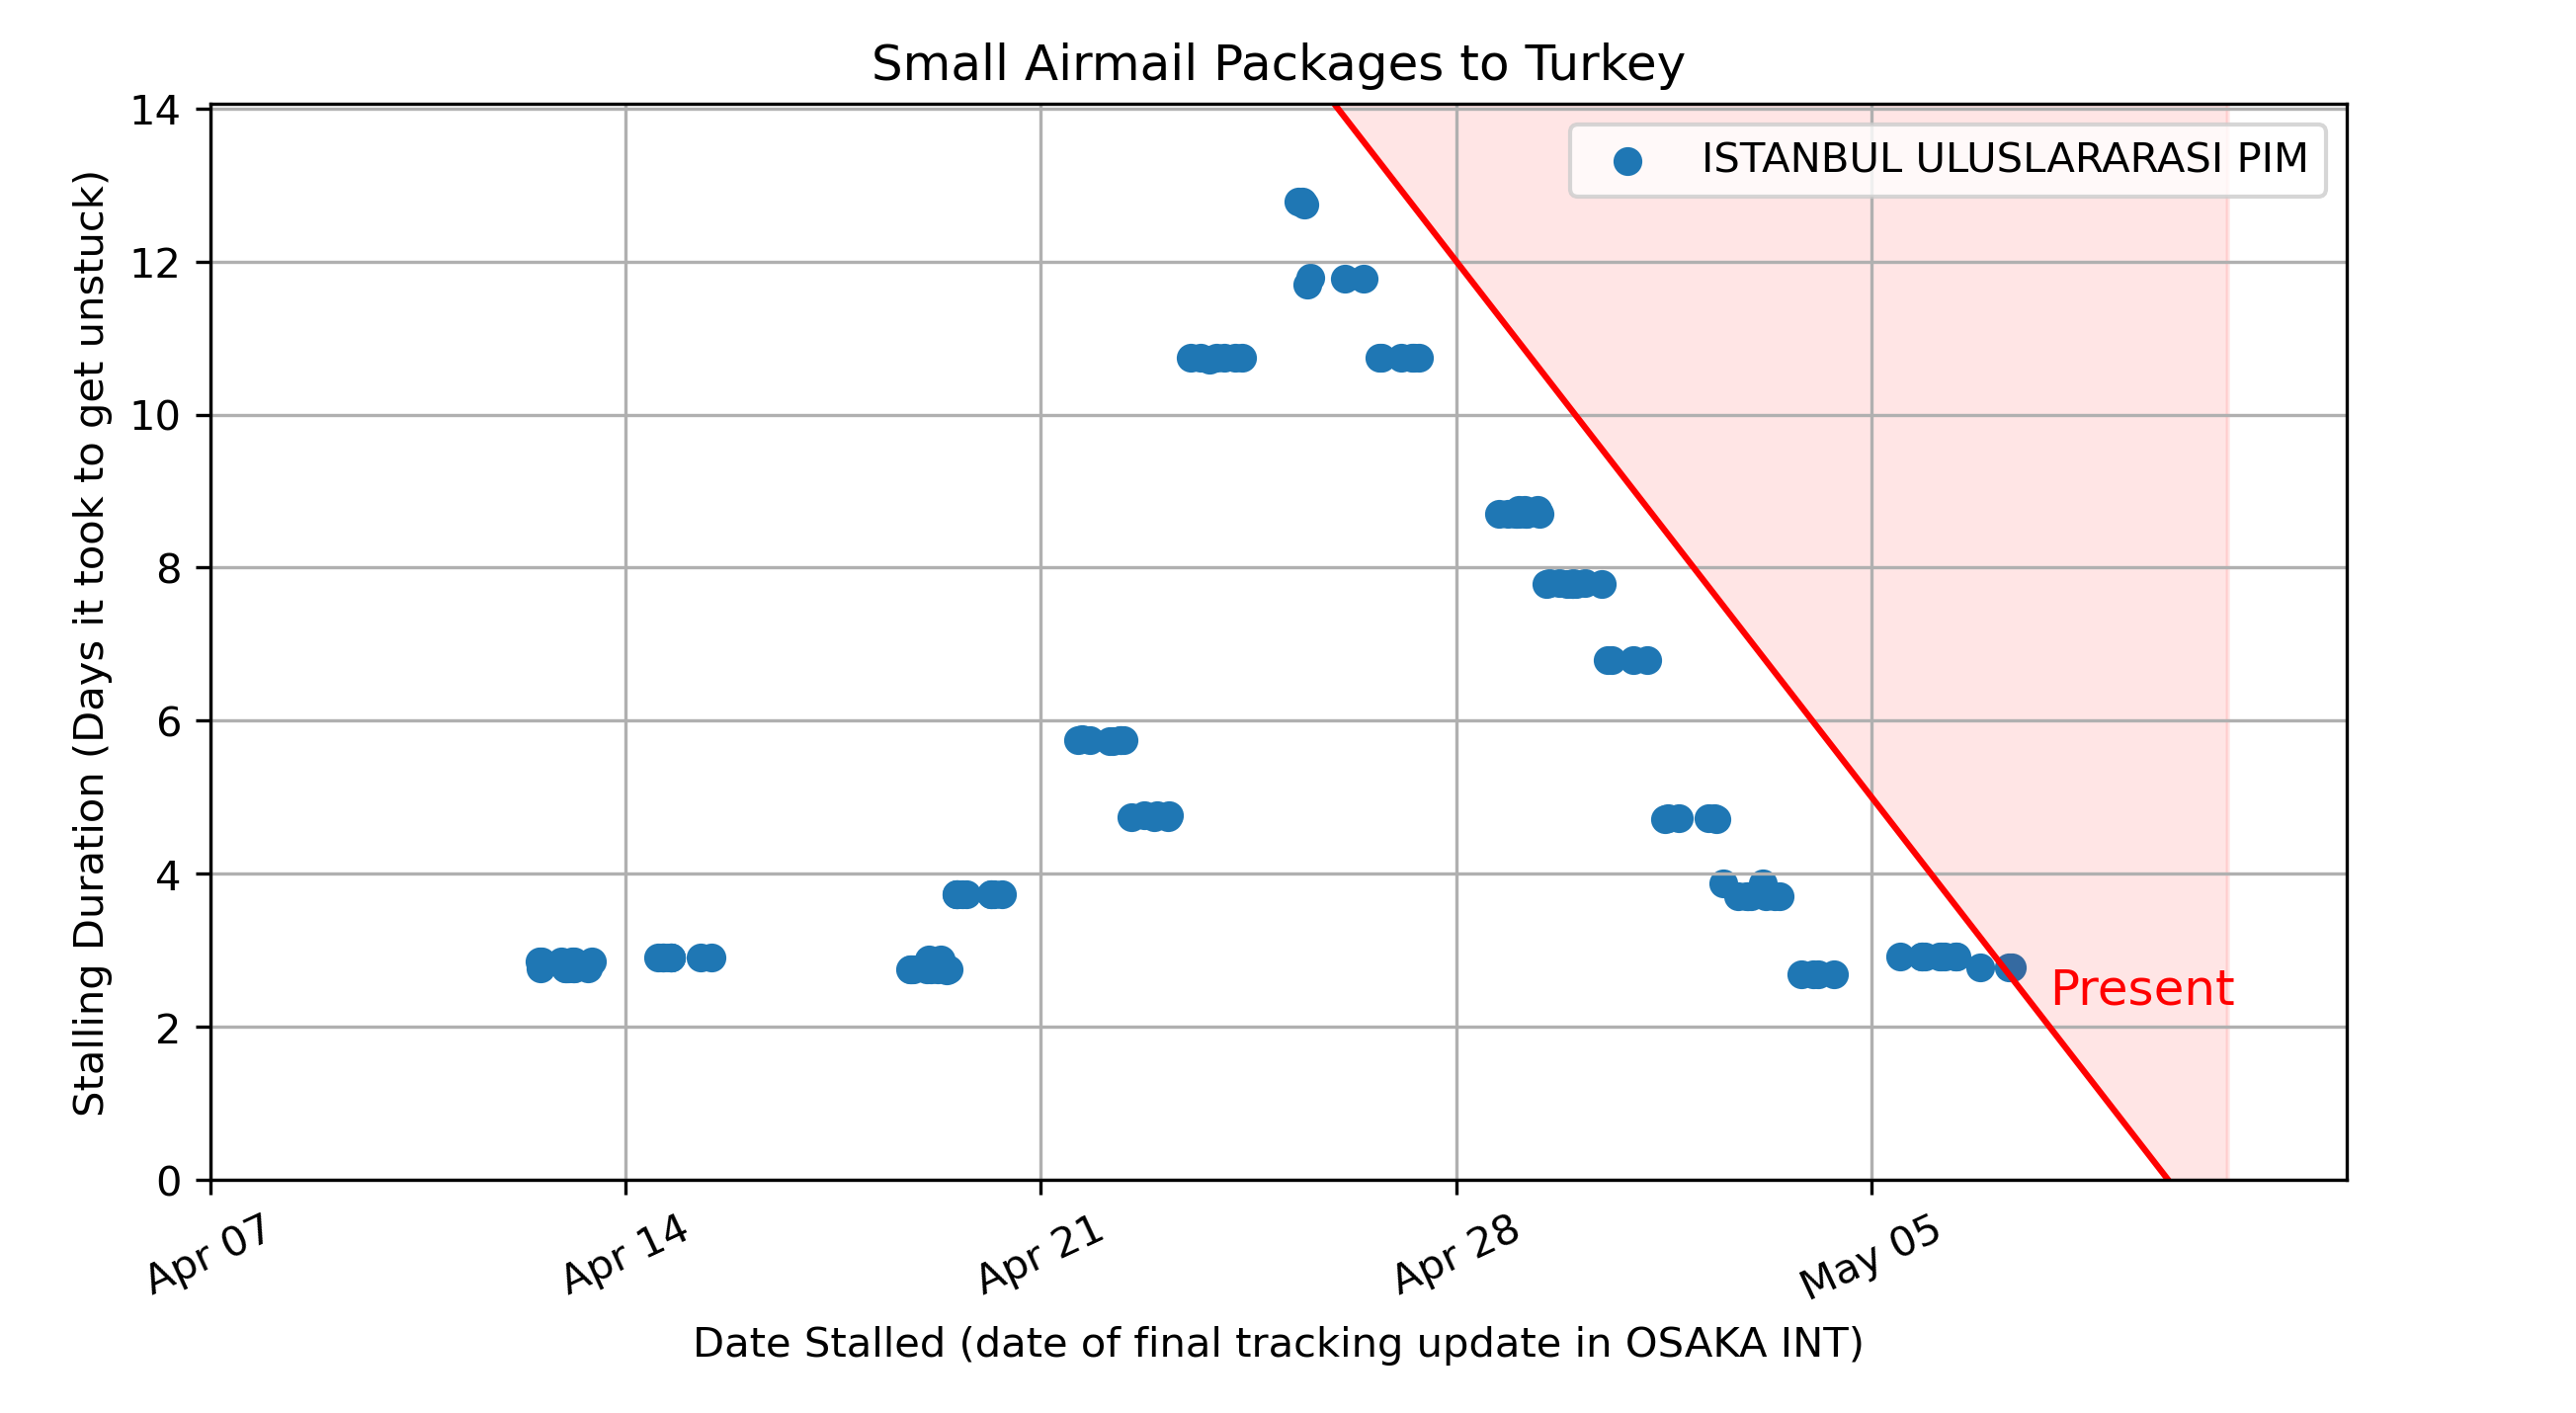 Small Airmail Packages to Turkey
Stalling Duration (Days it took to get unstuck)
14
12
10
8
6
4
2
0
ISTANBUL ULUSLARARASI PIM
Present
Apr 07
Apr 14
Apr 21
Apr 28
May 05
Date Stalled (date of final tracking update in OSAKA INT)